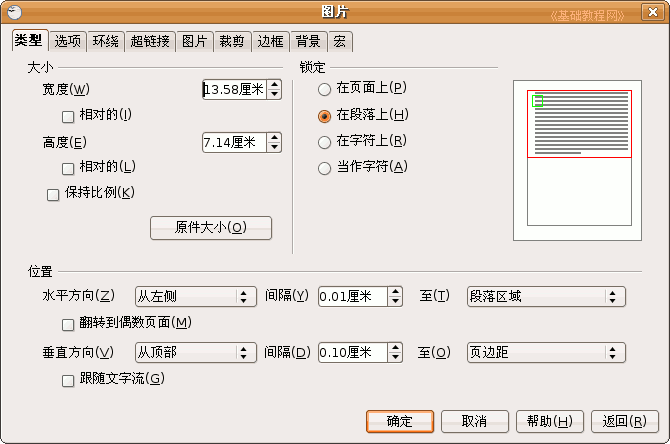 图片
《基础教程网》
类型 选项 环绕 超链接 图片 裁剪 边框 背景 宏
大小
宽度(W) 13.58厘米
相对的(I)
高度(E) 7.14厘米
相对的(L)
保持比例(K)
原件大小(O)
锁定
在页面上(P)
在段落上(H)
在字符上(R)
当作字符(A)
位置
水平方向(Z) 从左侧 间隔(Y) 0.01厘米 至(T) 段落区域
翻转到偶数页面(M)
垂直方向(V) 从顶部 间隔(D) 0.10厘米 至(O) 页边距
跟随文字流(G)
确定 取消 帮助(H) 返回(R)